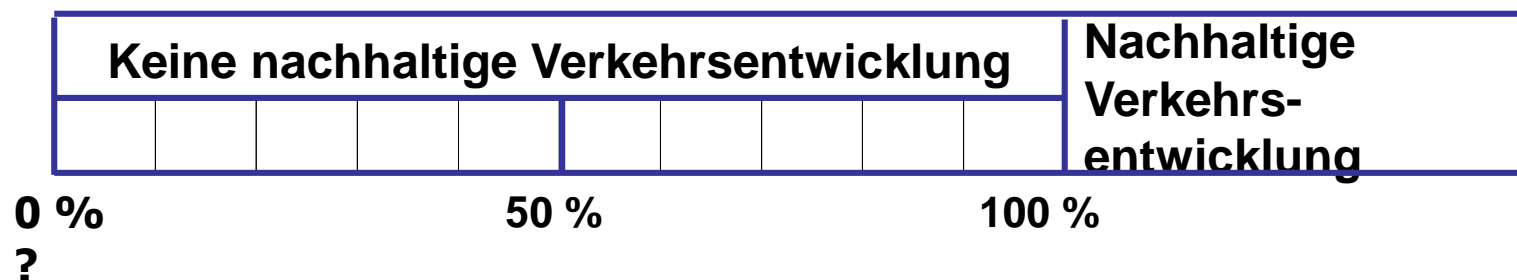 Keine nachhaltige Verkehrsentwicklung
Nachhaltige
Verkehrs-
entwicklung
0 %
50 %
100 %
?